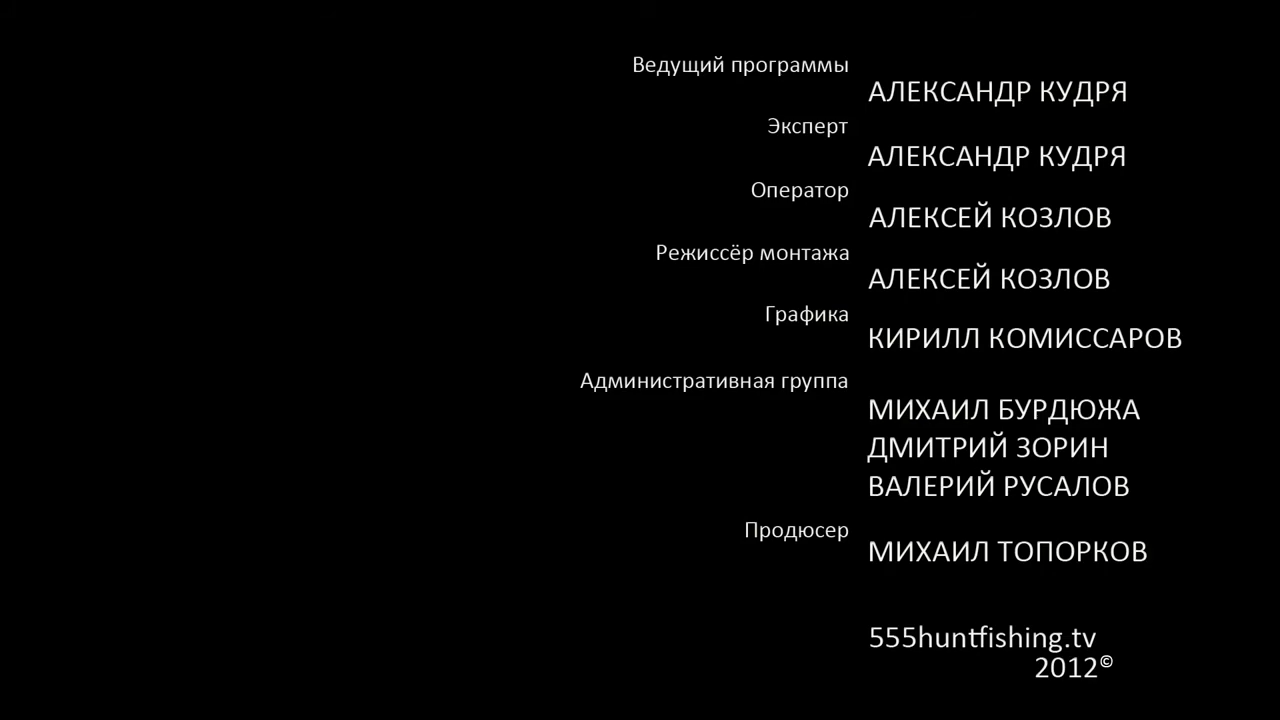 Ведущий программы
АЛЕКСАНДР КУДРЯ
Эксперт
АЛЕКСАНДР КУДРЯ
Оператор
АЛЕКСЕЙ КОЗЛОВ
Режиссёр монтажа
АЛЕКСЕЙ КОЗЛОВ
Графика
КИРИЛЛ КОМИССАРОВ
Административная группа
МИХАИЛ БУРДЮЖА
ДМИТРИЙ ЗОРИН
ВАЛЕРИЙ РУСАЛОВ
Продюсер
МИХАИЛ ТОПОРКОВ
555huntfishing.tv
2012©